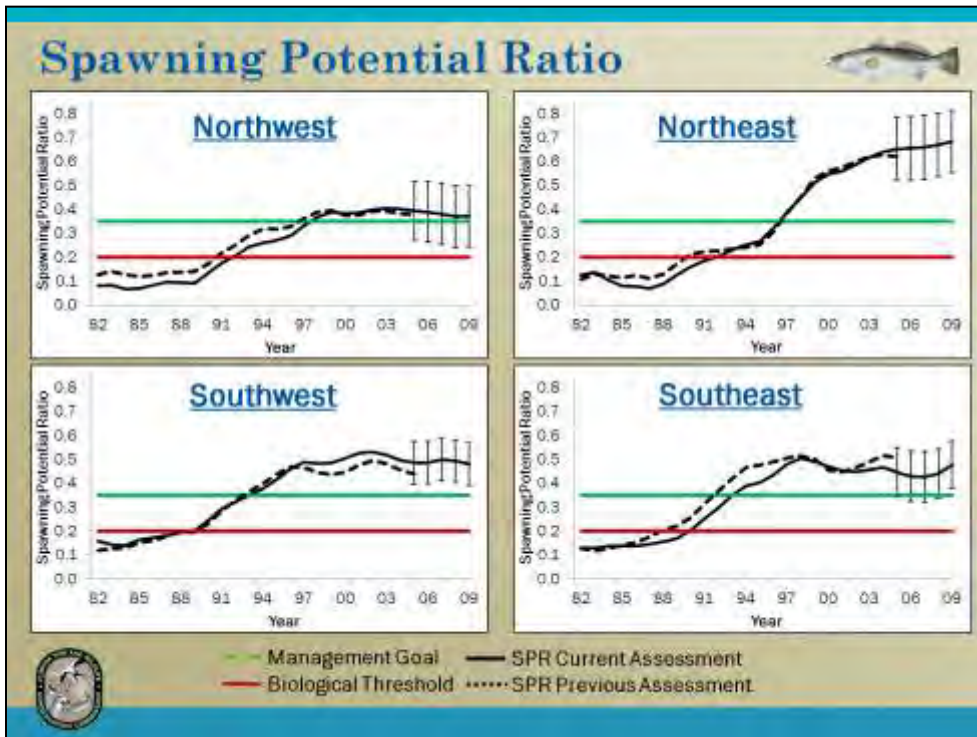 Spawning Potential Ratio
Northwest
Spawning Potential Ratio
0.8
0.7
0.6
0.5
0.4
0.3
0.2
0.1
0.0
82 85 88 91 94 97 00 03 06 09
Year
Northeast
Spawning Potential Ratio
0.8
0.7
0.6
0.5
0.4
0.3
0.2
0.1
0.0
82 85 88 91 94 97 00 03 06 09
Year
Southwest
Spawning Potential Ratio
0.8
0.7
0.6
0.5
0.4
0.3
0.2
0.1
0.0
82 85 88 91 94 97 00 03 06 09
Year
Southeast
Spawning Potential Ratio
0.8
0.7
0.6
0.5
0.4
0.3
0.2
0.1
0.0
82 85 88 91 94 97 00 03 06 09
Year
Management Goal SPR Current Assessment
Biological Threshold SPR Previous Assessment